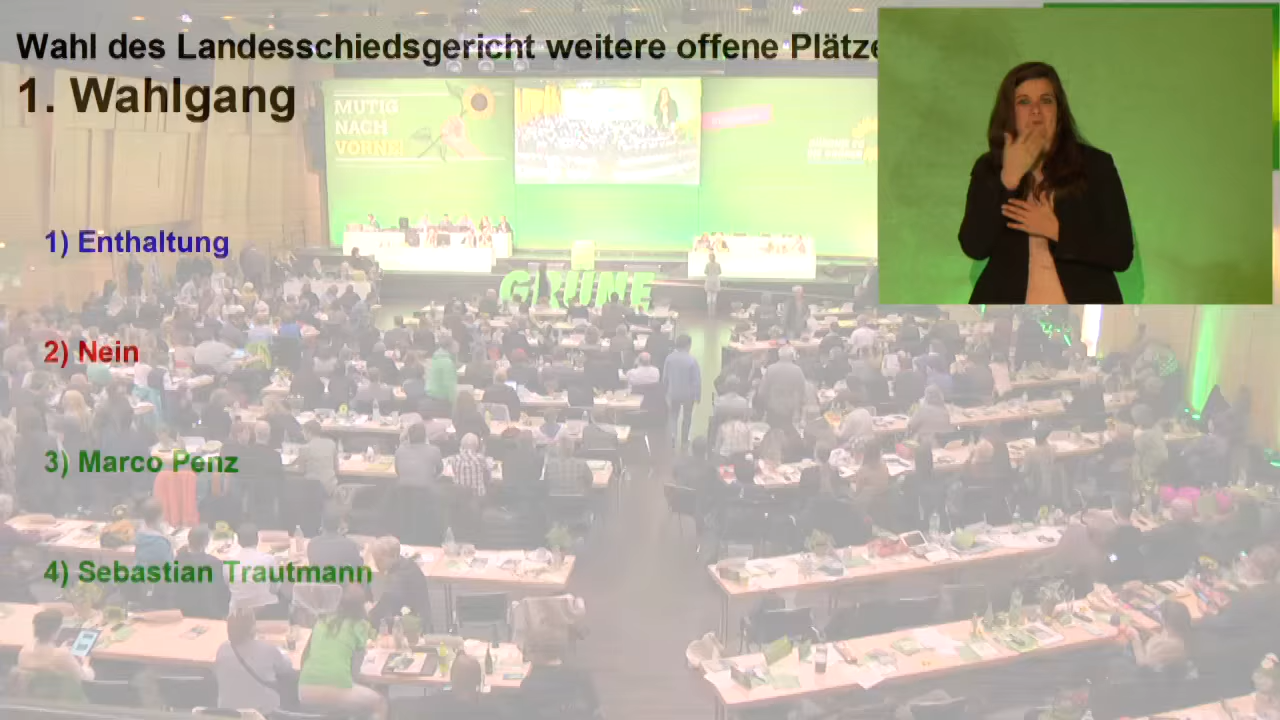 Wahl des Landesschiedsgericht weitere offene Plätze
1. Wahlgang
MUTIG
NACH
VORNE!
1) Enthaltung
GRÜNE
2) Nein
3) Marco Penz
4) Sebastian Trautmann